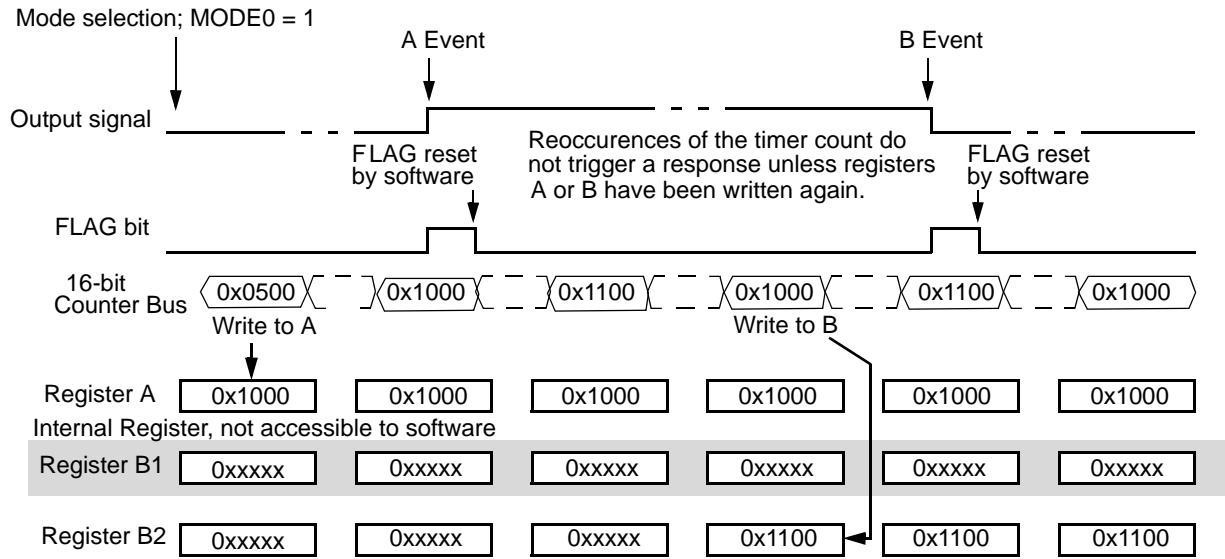 Mode selection; MODE0 = 1
A Event
B Event
Output signal
FLAG reset
by software
Reoccurences of the timer count do
not trigger a response unless registers
A or B have been written again.
FLAG reset
by software
FLAG bit
16-bit
Counter Bus
0x0500 0x1000 0x1100 0x1000 0x1100 0x1000
Write to A
Write to B
Register A 0x1000 0x1000 0x1000 0x1000 0x1000 0x1000
Internal Register, not accessible to software
Register B1 0xxxxx 0xxxxx 0xxxxx 0xxxxx 0xxxxx 0xxxxx
Register B2 0xxxxx 0xxxxx 0xxxxx 0x1100 0x1100 0x1100